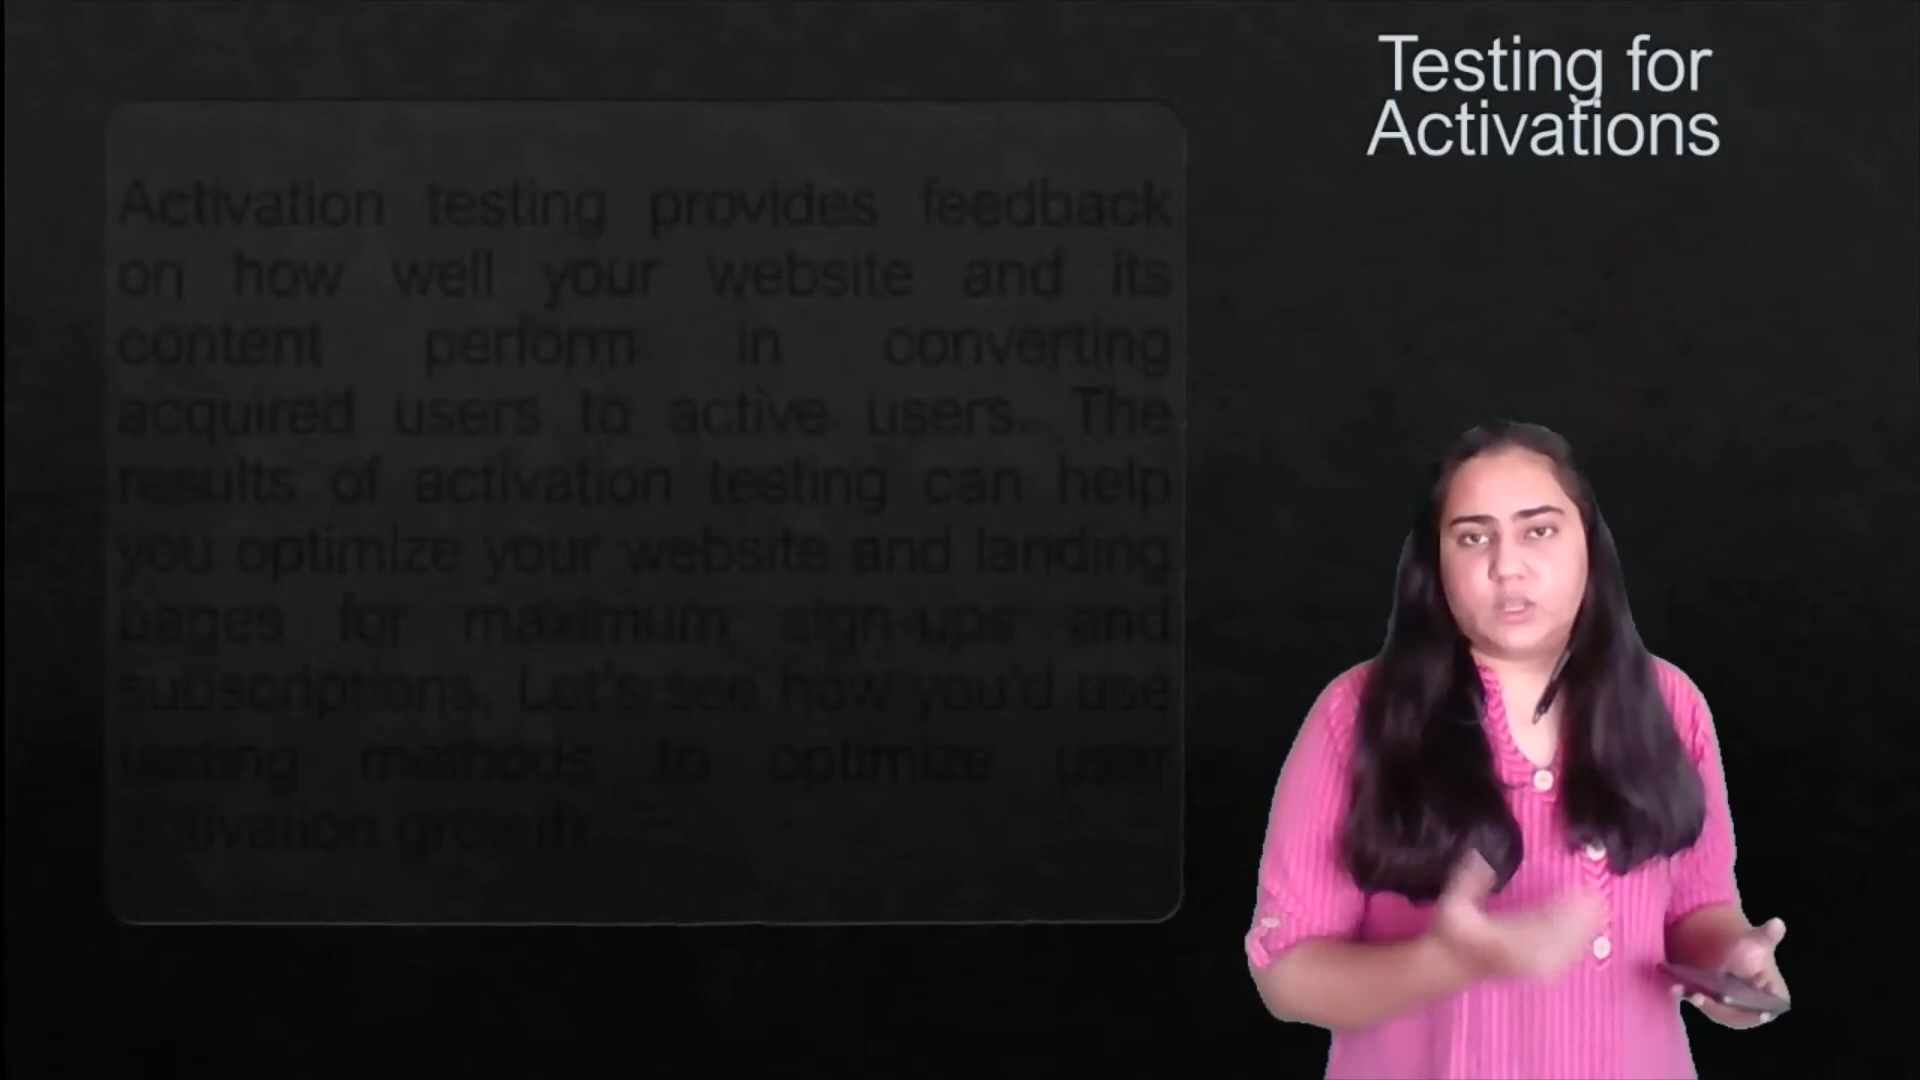 Testing for
Activations
Activation testing provides feedback
on how well your website and its
content perform in converting
acquired users to active users. The
results of activation testing can help
you optimize your website and landing
pages for maximum sign-ups and
subscriptions. Let's see how you'd use
testing methods to optimize user
activation growth.